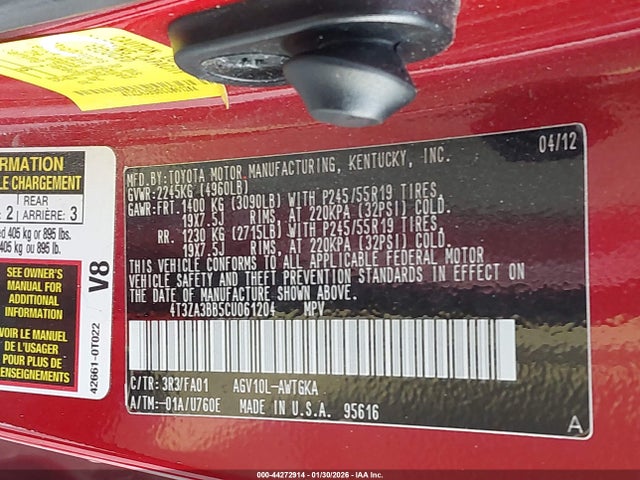 04/12
MFD.BY:TOYOTA MOTOR MANUFACTURING, KENTUCKY, INC.
GVWR:2245KG (4960LB)
GAWR:FRT.1400 KG (3090LB) WITH P245/55R19 TIRES,
19X7.5J RIMS, AT 220KPA (32PSI) COLD.
RR. 1230 KG (2715LB) WITH P245/55R19 TIRES,
19X7.5J RIMS, AT 220KPA (32PSI) COLD.
THIS VEHICLE CONFORMS TO ALL APPLICABLE FEDERAL MOTOR
VEHICLE SAFETY AND THEFT PREVENTION STANDARDS IN EFFECT ON
THE DATE OF MANUFACTURE SHOWN ABOVE.
4T3ZA3BB5CU061204 MPV
C/TR: 3R3/FA01 AGV10L-AWTGKA
A/TM:-01A/U760E MADE IN U.S.A. 95616
A
ORMATION
CHARGEMENT
REAR
2 ARRIÈRE: 3
405 kg or 895 lbs.
405 kg ou 895 lb.
SEE OWNER'S
MANUAL FOR
ADDITIONAL
INFORMATION
Voir LE MANUEL
DE L'USAGER
POUR PLUS DE
RENSEIGNEMENTS
V8
42661-0T022
000-44272914 - 01/30/2026 - IAA Inc.